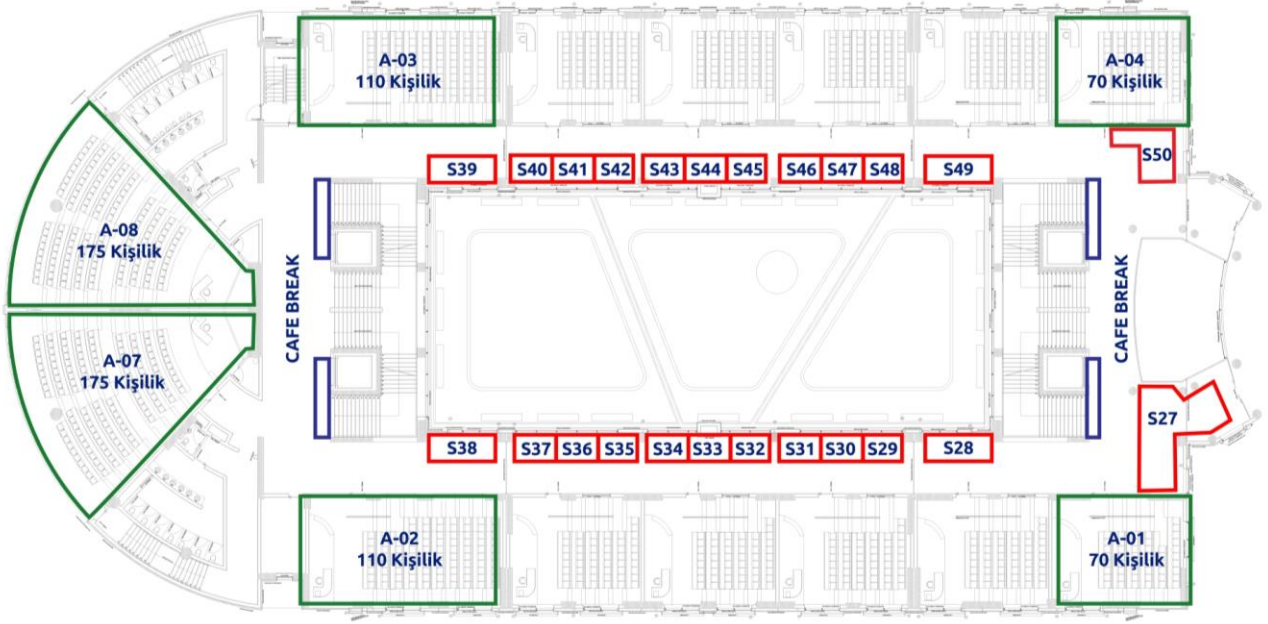 A-03
110 Kişilik
A-04
70 Kişilik
S39
S40
S41
S42
S43
S44
S45
S46
S47
S48
S49
S50
A-08
175 Kişilik
CAFE BREAK
CAFE BREAK
A-07
175 Kişilik
S27
S38
S37
S36
S35
S34
S33
S32
S31
S30
S29
S28
A-02
110 Kişilik
A-01
70 Kişilik